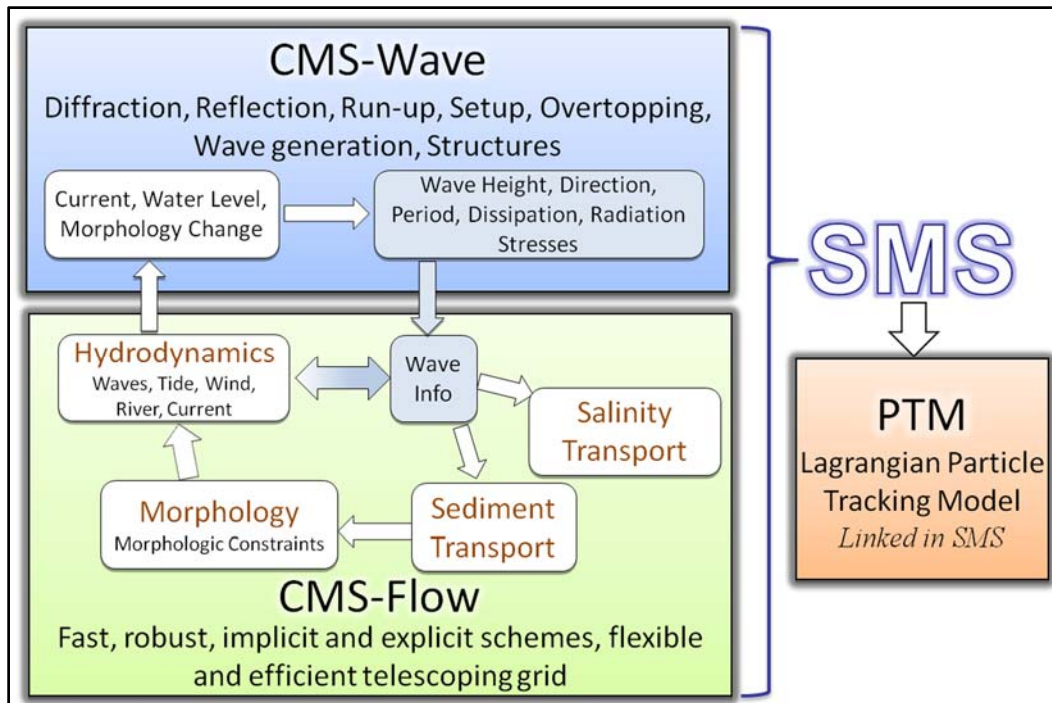 CMS-Wave
Diffraction, Reflection, Run-up, Setup, Overtopping,
Wave generation, Structures
Current, Water Level,
Morphology Change
Wave Height, Direction,
Period, Dissipation, Radiation
Stresses
Hydrodynamics
Waves, Tide, Wind,
River, Current
Wave
Info
Salinity
Transport
Morphology
Morphologic Constraints
Sediment
Transport
CMS-Flow
Fast, robust, implicit and explicit schemes, flexible
and efficient telescoping grid
SMS
PTM
Lagrangian Particle
Tracking Model
Linked in SMS